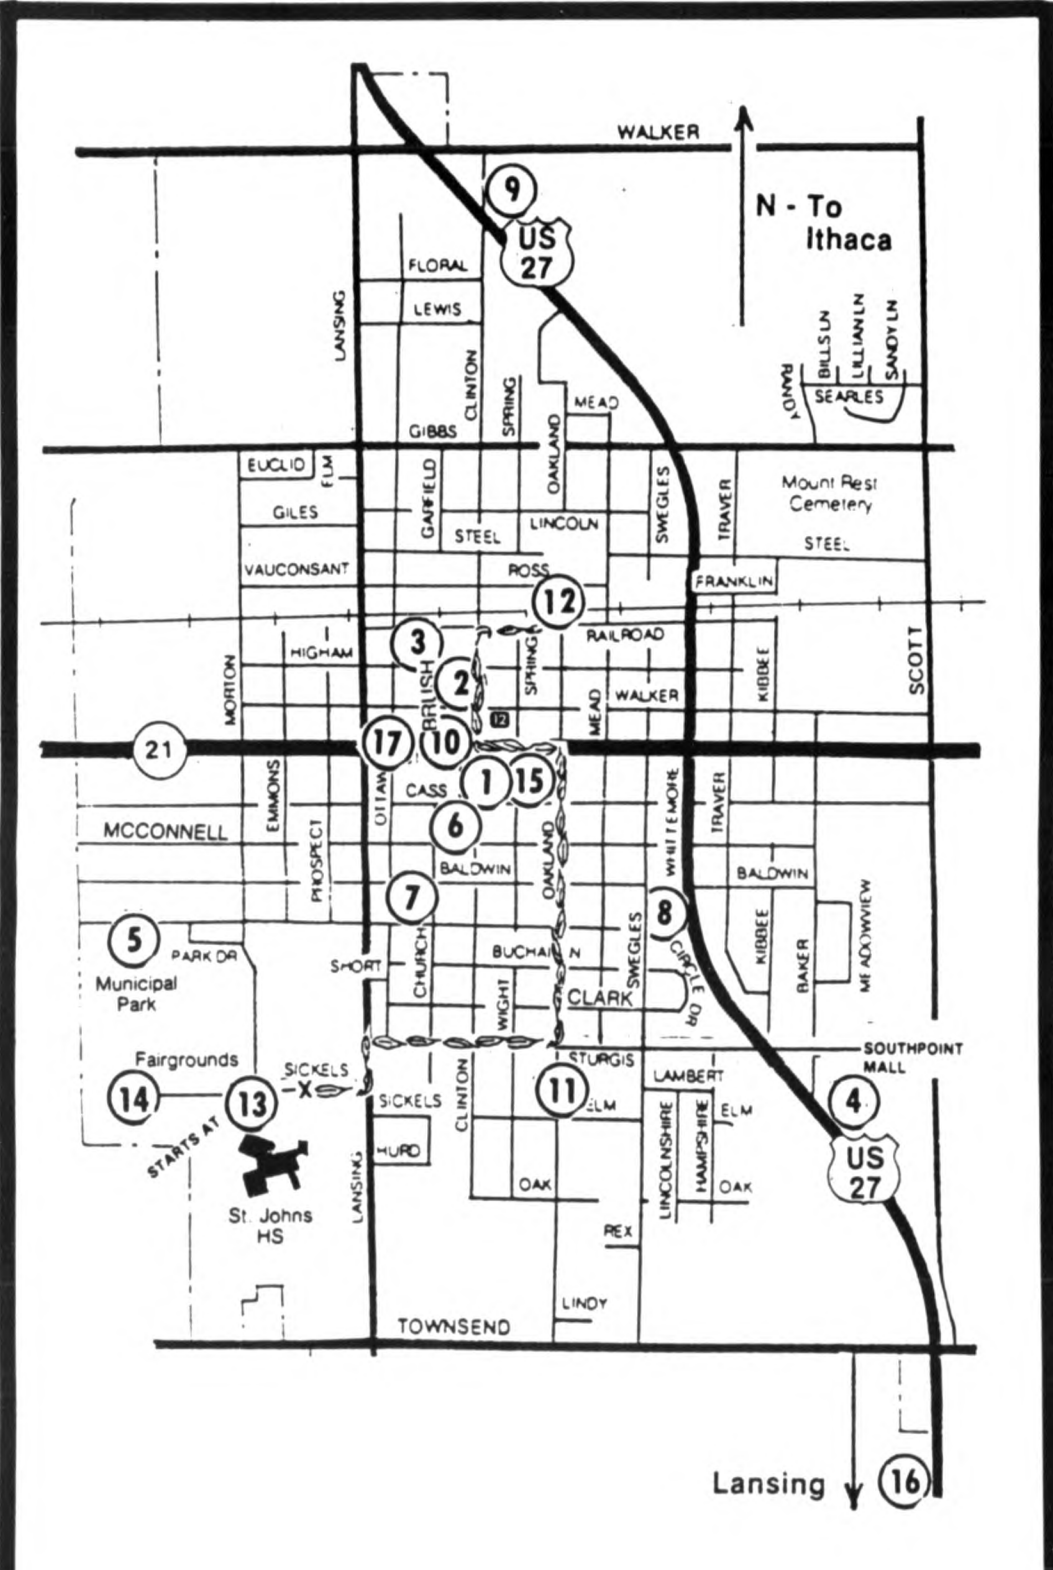 WALKER
9
US
27
N - To
Ithaca
FLORAL
LEWIS
LANSING
CLINTON
SPRING
OAKLAND
MEAD
RANDY
BILLS LN
LILLIAN LN
SANDY LN
SEARLES
GIBBS
EUCLID
ELM
GARFIELD
GILES
LINCOLN
STEEL
SWEGLES
TRAVER
Mount Rest
Cemetery
STEEL
VAUCONSANT
ROSS
FRANKLIN
12
RAILROAD
3
HIGHAM
BRUSH
2
SPRING
MORTON
WALKER
MEAD
KIBBEE
SCOTT
12
21
17
10
1
15
OTTAW
CASS
EMMONS
WHITTEMORE
TRAVER
MCCONNELL
6
PROSPECT
OAKLAND
BALDWIN
BALDWIN
7
8
5
PARK DR
Municipal
Park
SHORT
CHURCH
BUCHAN N
SWEGLES
CIRCLE DR
KIBBEE
BAKER
MEADOWVIEW
WIGHT
CLARK
SOUTHPOINT
MALL
STURGIS
Fairgrounds
SICKELS
X
14
13
SICKELS
CLINTON
11
ELM
LAMBERT
LINCOLNSHIRE
HAMPSHIRE
ELM
4
STARTS AT
HURD
US
27
St. Johns
HS
LANSING
OAK
OAK
REX
LINDY
TOWNSEND
Lansing
16